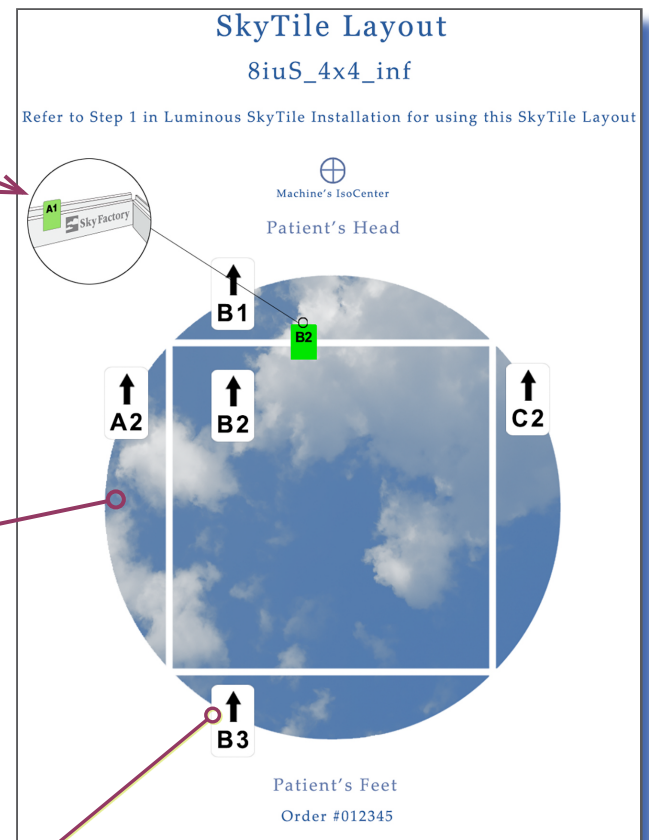 SkyTile Layout
8iuS_4x4_inf
Refer to Step 1 in Luminous SkyTile Installation for using this SkyTile Layout
Machine's IsoCenter
Patient's Head
A1
Sky Factory
B1
B2
A2
B2
C2
B3
Patient's Feet
Order #012345